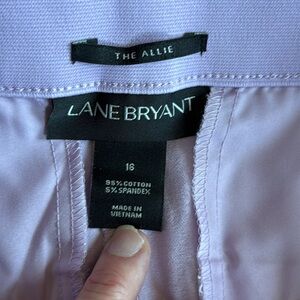 THE ALLIE
LANE BRYANT
16
95% COTTON
5% SPANDEX
MADE IN
VIETNAM